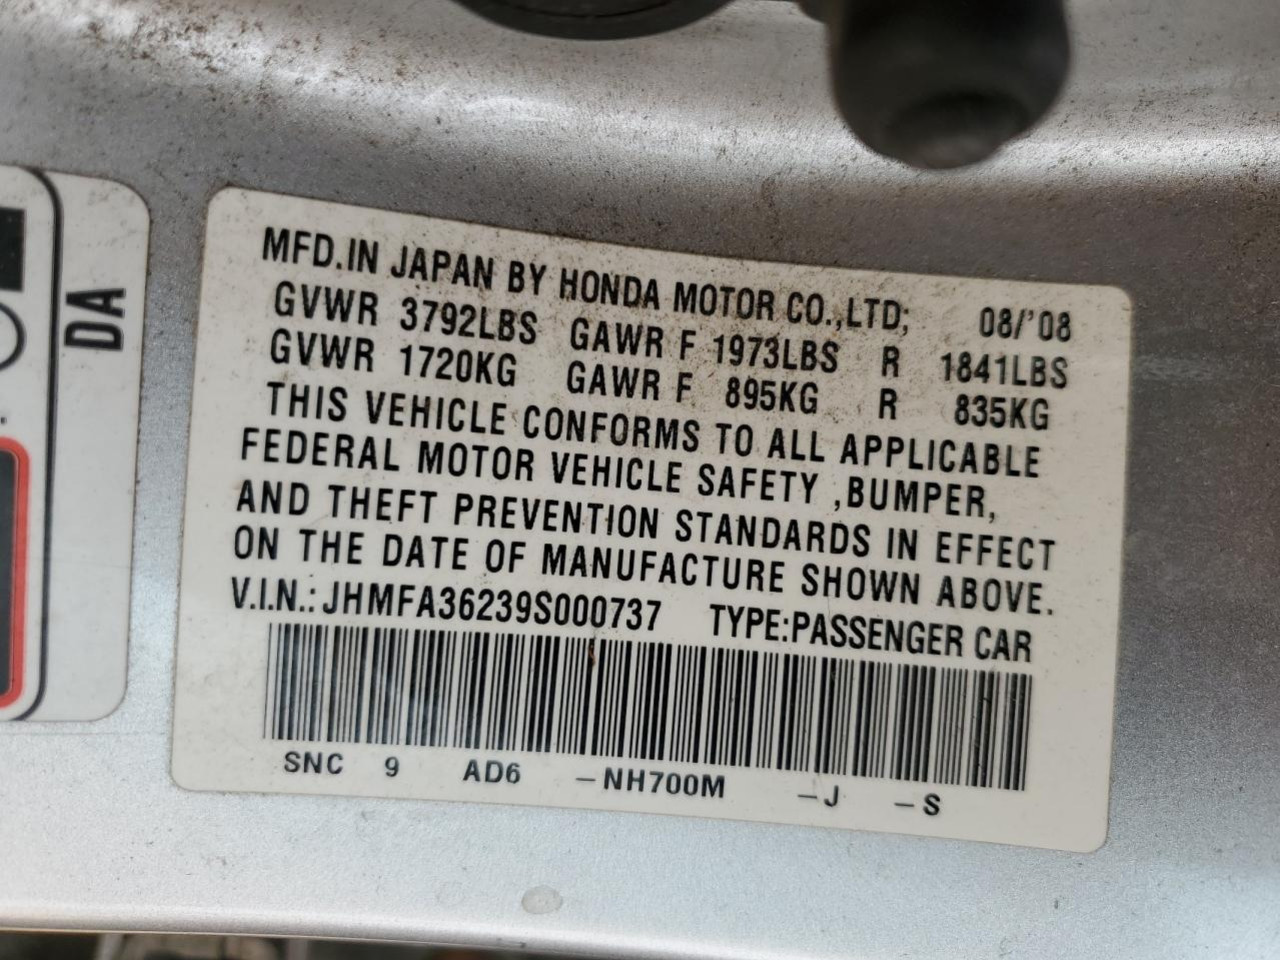 MFD.IN JAPAN BY HONDA MOTOR CO.,LTD; 08/'08
GVWR 3792LBS GAWR F 1973LBS R 1841LBS
GVWR 1720KG GAWR F 895KG R 835KG
THIS VEHICLE CONFORMS TO ALL APPLICABLE
FEDERAL MOTOR VEHICLE SAFETY ,BUMPER,
AND THEFT PREVENTION STANDARDS IN EFFECT
ON THE DATE OF MANUFACTURE SHOWN ABOVE.
V.I.N.: JHMFA36239S000737 TYPE:PASSENGER CAR
SNC 9 AD6 –NH700M –J –S
DA